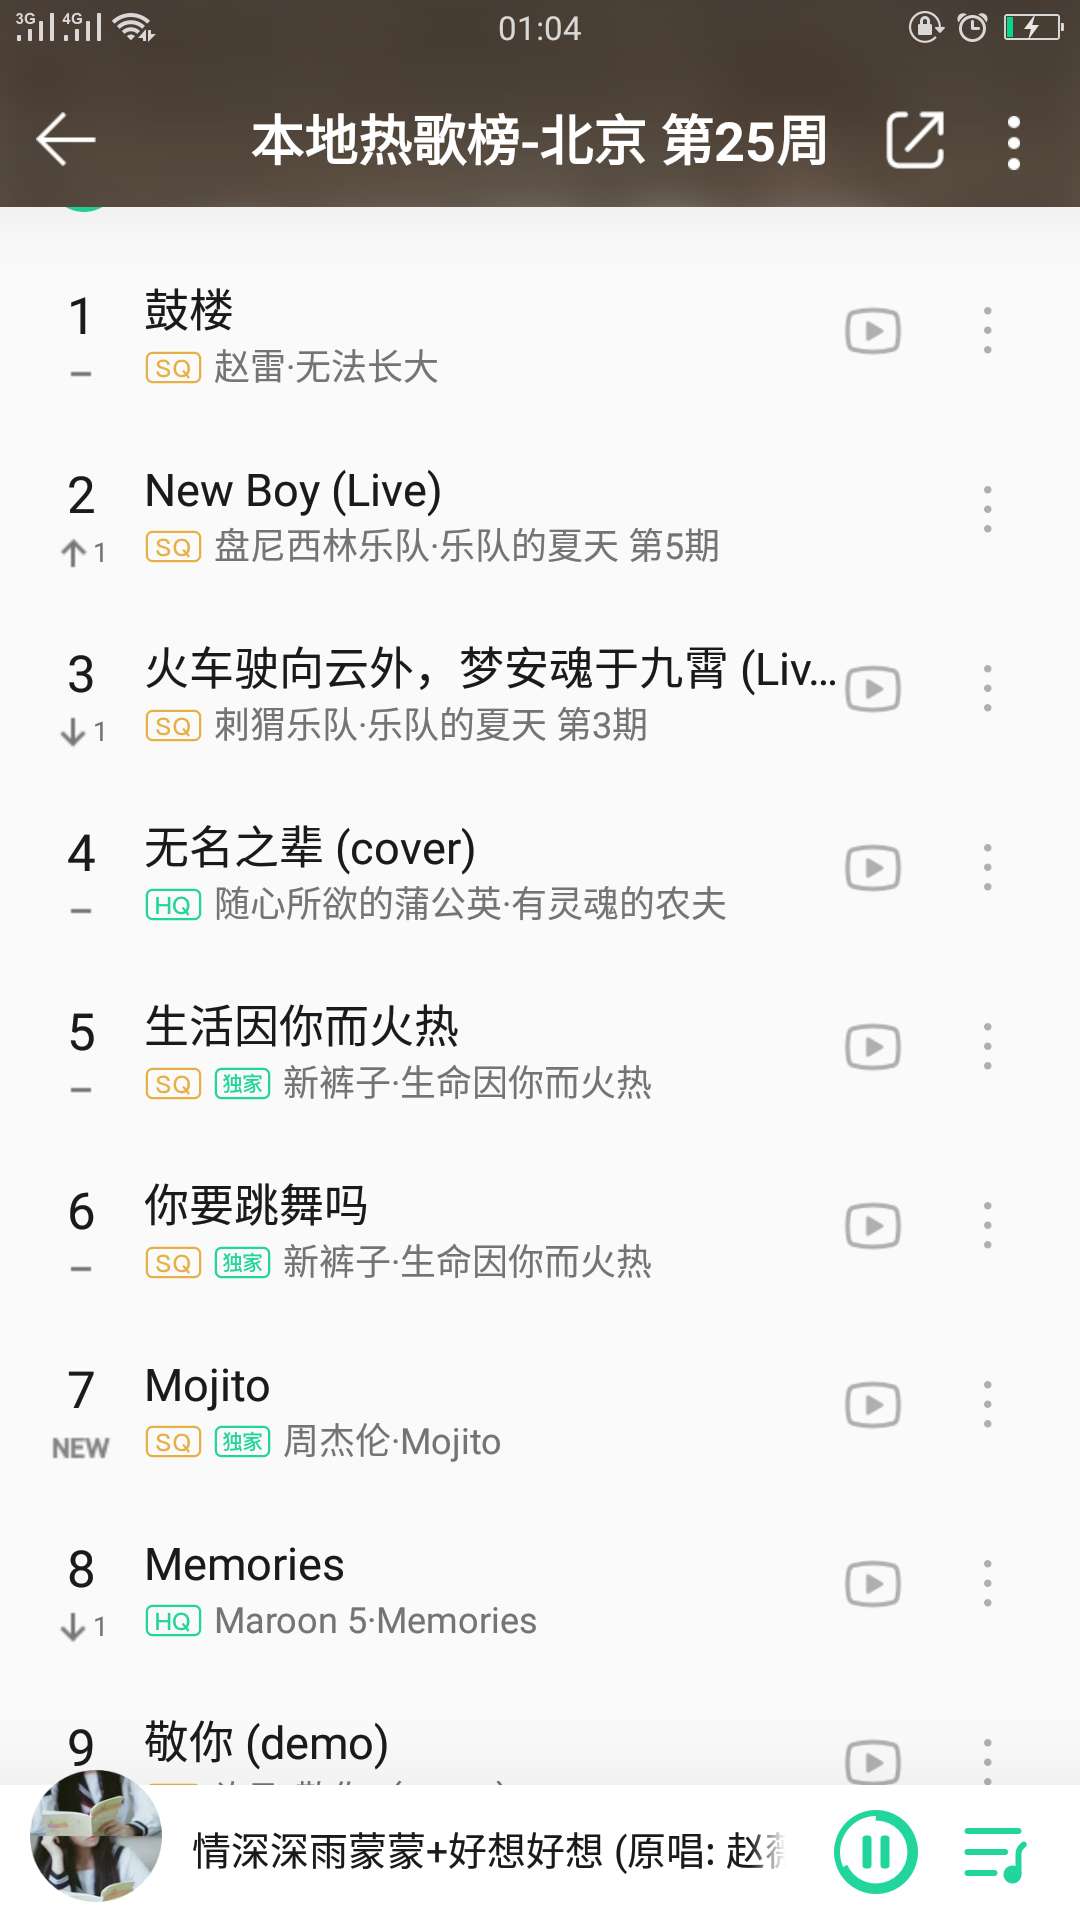 3G 4G 01:04
本地热歌榜-北京 第25周
1 鼓楼
SQ 赵雷·无法长大
2 New Boy (Live)
↑1 SQ 盘尼西林乐队·乐队的夏天 第5期
3 火车驶向云外，梦安魂于九霄 (Liv...
↓1 SQ 刺猬乐队·乐队的夏天 第3期
4 无名之辈 (cover)
HQ 随心所欲的蒲公英·有灵魂的农夫
5 生活因你而火热
SQ 独家 新裤子·生命因你而火热
6 你要跳舞吗
SQ 独家 新裤子·生命因你而火热
7 Mojito
NEW SQ 独家 周杰伦·Mojito
8 Memories
↓1 HQ Maroon 5·Memories
9 敬你 (demo)
情深深雨蒙蒙+好想好想 (原唱: 赵薇